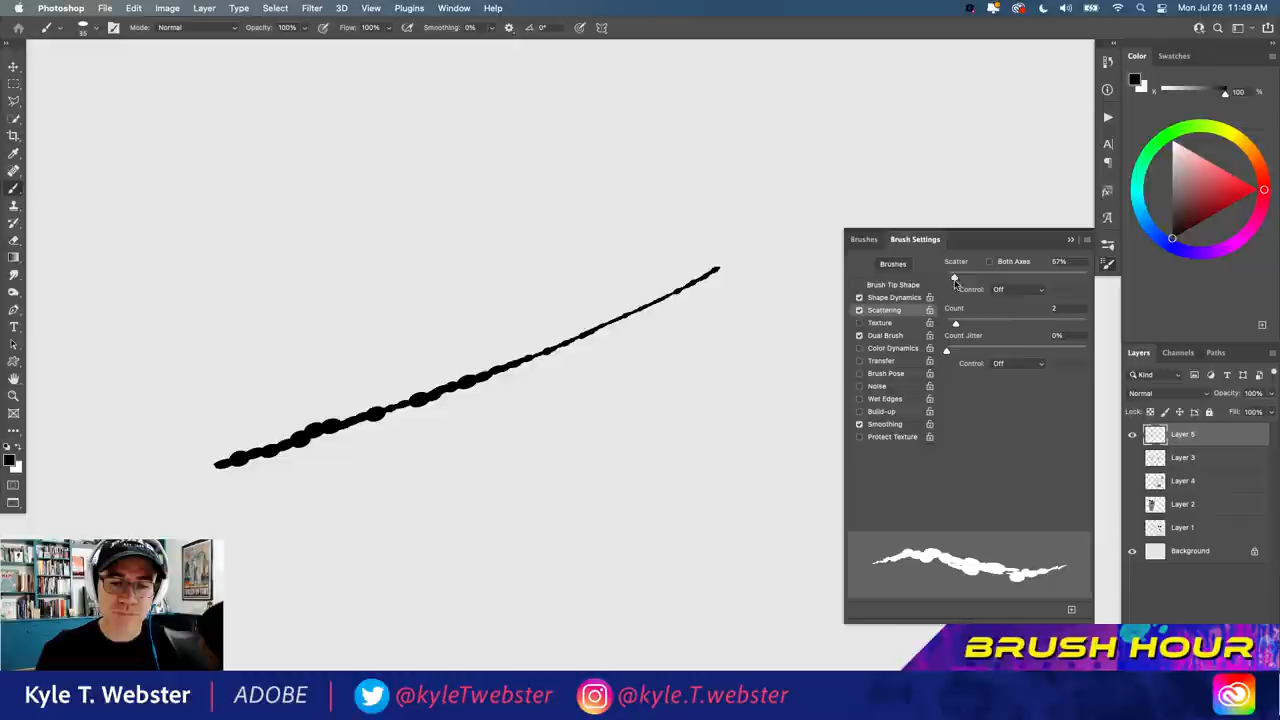 Photoshop File Edit Image Layer Type Select Filter 3D View Plugins Window Help Mon Jul 26 11:49 AM
55 Mode: Normal Opacity: 100% Flow: 100% Smoothing: 0% 0°
Color Swatches
K 100 %
Brushes Brush Settings
Brushes
Scatter Both Axes 57%
Control: Off
Count 2
Count Jitter 0%
Control: Off
Brush Tip Shape
Shape Dynamics
Scattering
Texture
Dual Brush
Color Dynamics
Transfer
Brush Pose
Noise
Wet Edges
Build-up
Smoothing
Protect Texture
Layers Channels Paths
Kind
Normal Opacity: 100%
Lock: Fill: 100%
Layer 5
Layer 3
Layer 4
Layer 2
Layer 1
Background
BRUSH HOUR
Kyle T. Webster | ADOBE | @kyleTwebster @kyle.T.webster